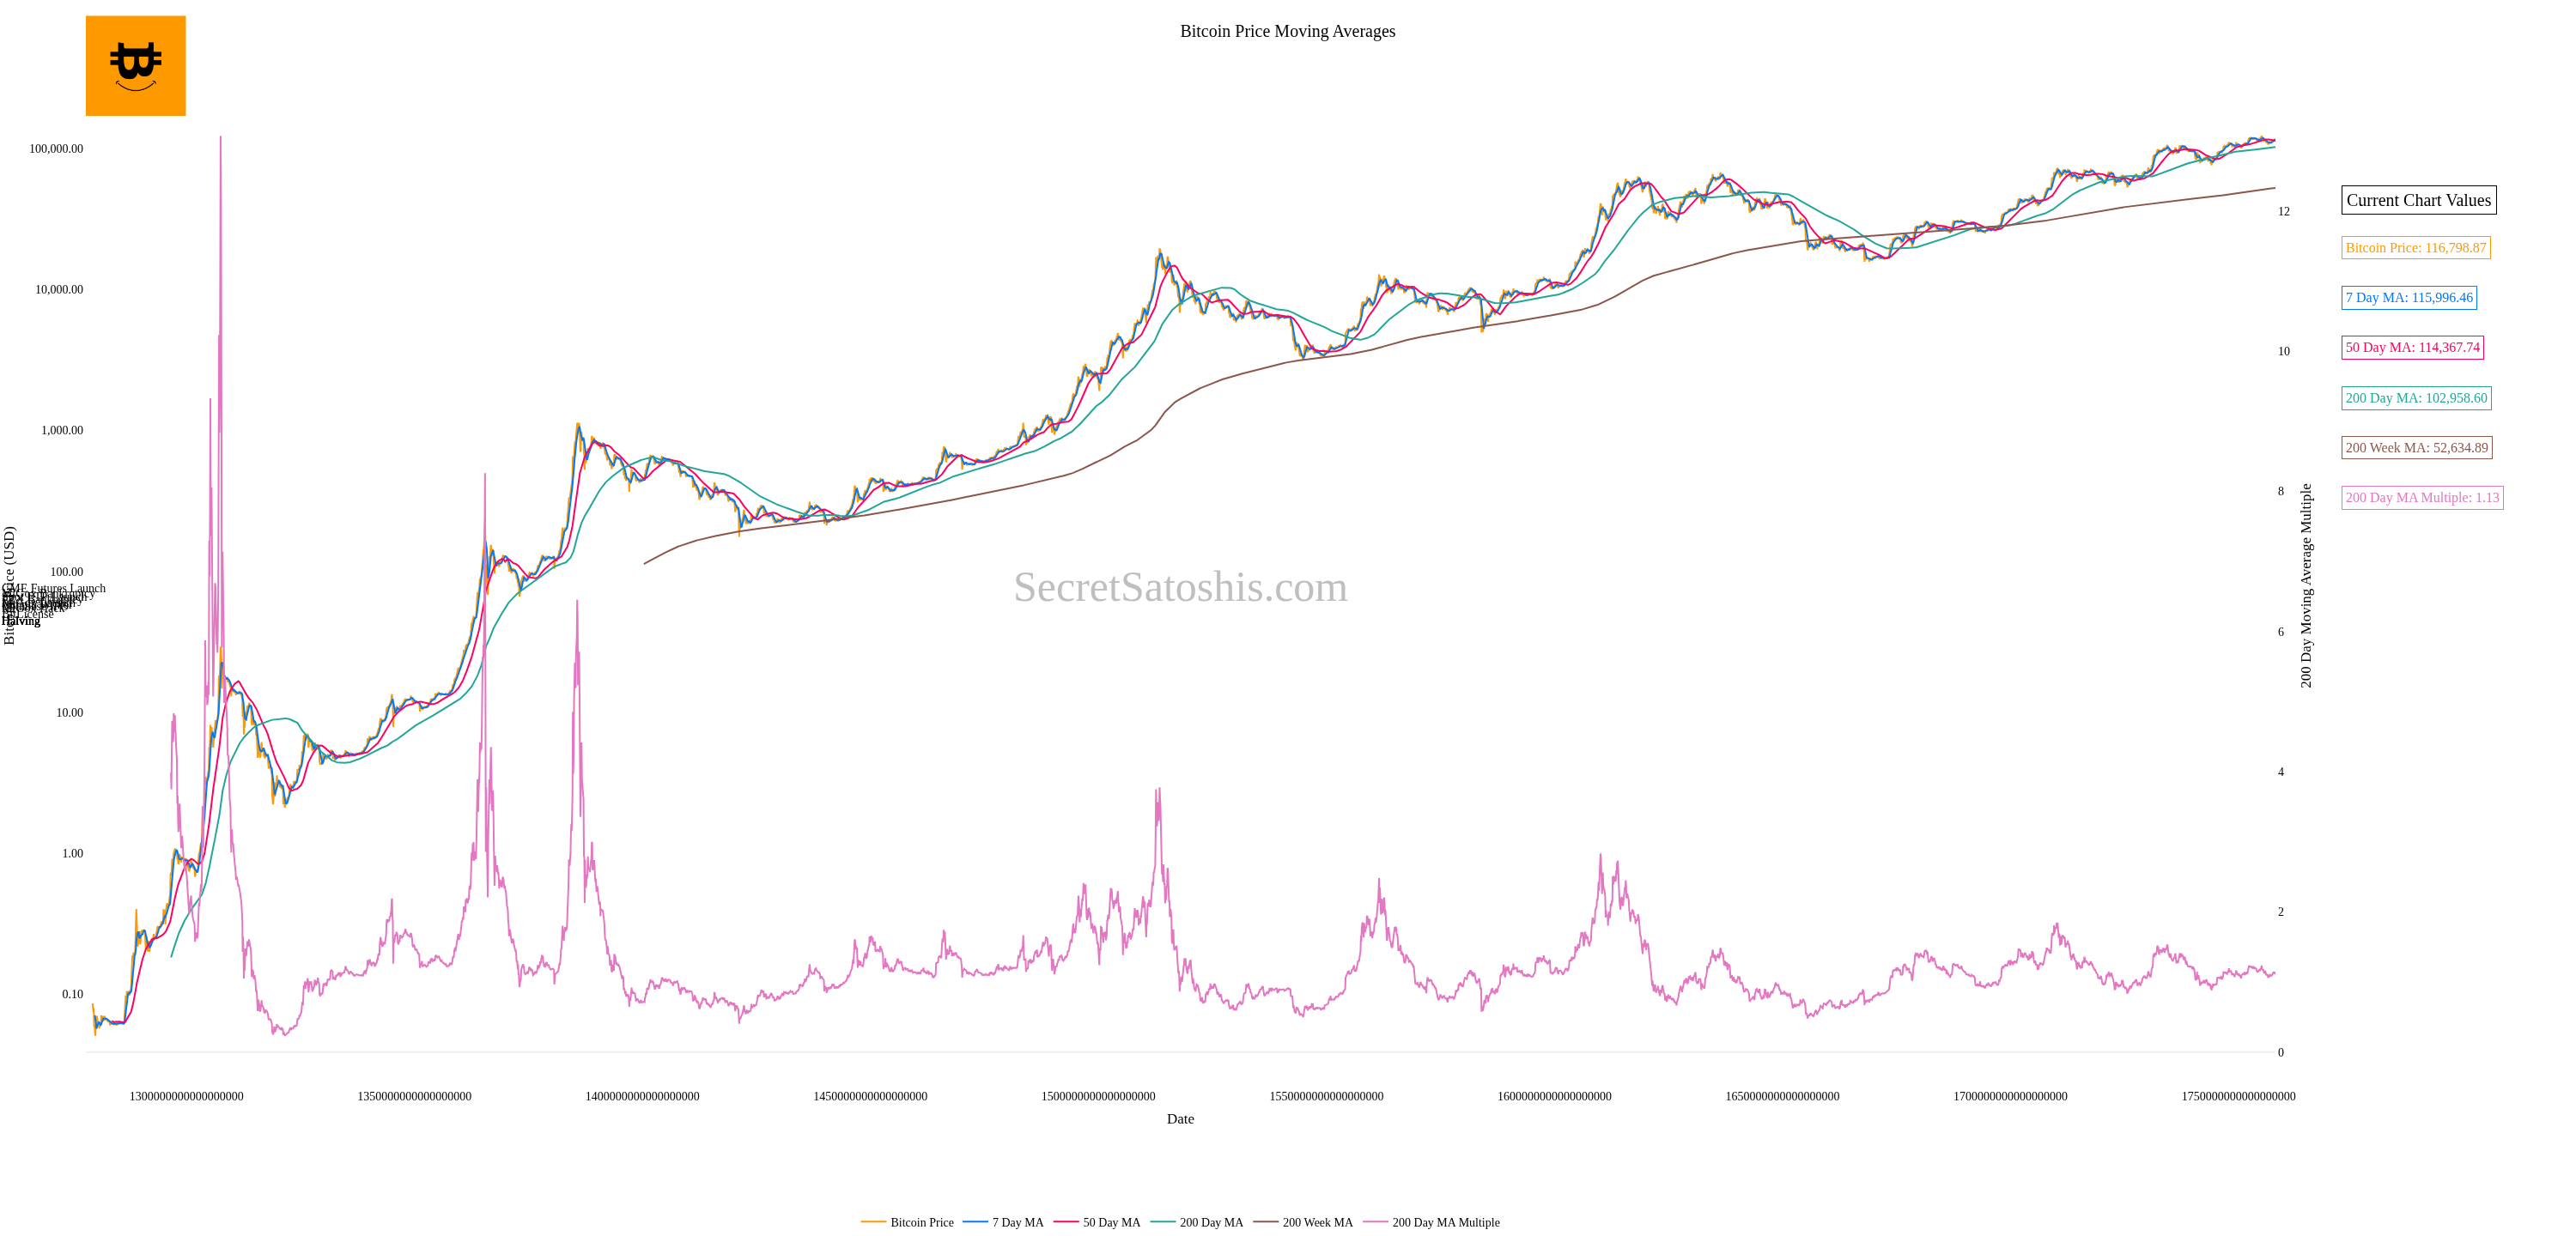 Bitcoin Price Moving Averages
100,000.00
10,000.00
1,000.00
100.00
10.00
1.00
0.10
Bitcoin Price (USD)
CME Futures Launch
Halving
12
10
8
6
4
2
0
200 Day Moving Average Multiple
SecretSatoshis.com
Current Chart Values
Bitcoin Price: 116,798.87
7 Day MA: 115,996.46
50 Day MA: 114,367.74
200 Day MA: 102,958.60
200 Week MA: 52,634.89
200 Day MA Multiple: 1.13
1300000000000000000
1350000000000000000
1400000000000000000
1450000000000000000
1500000000000000000
1550000000000000000
1600000000000000000
1650000000000000000
1700000000000000000
1750000000000000000
Date
Bitcoin Price 7 Day MA 50 Day MA 200 Day MA 200 Week MA 200 Day MA Multiple